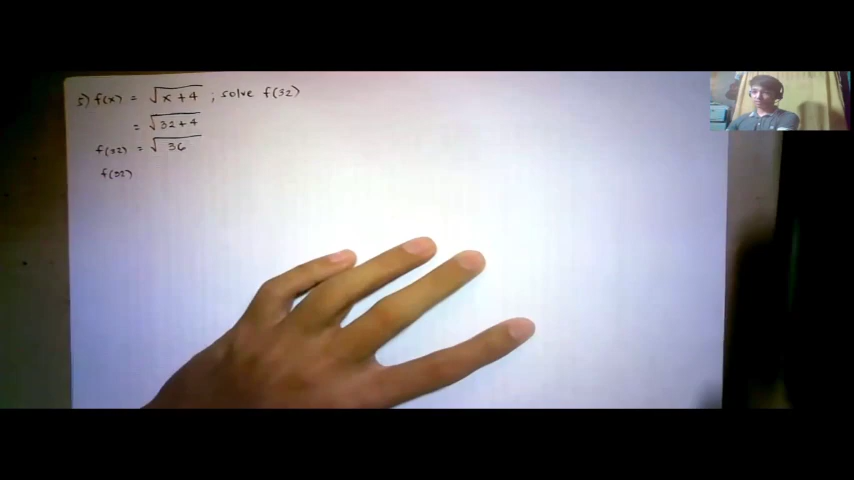 5) f(x) = √x + 4 ; solve f(32)
= √32 + 4
f(32) = √36
f(32)